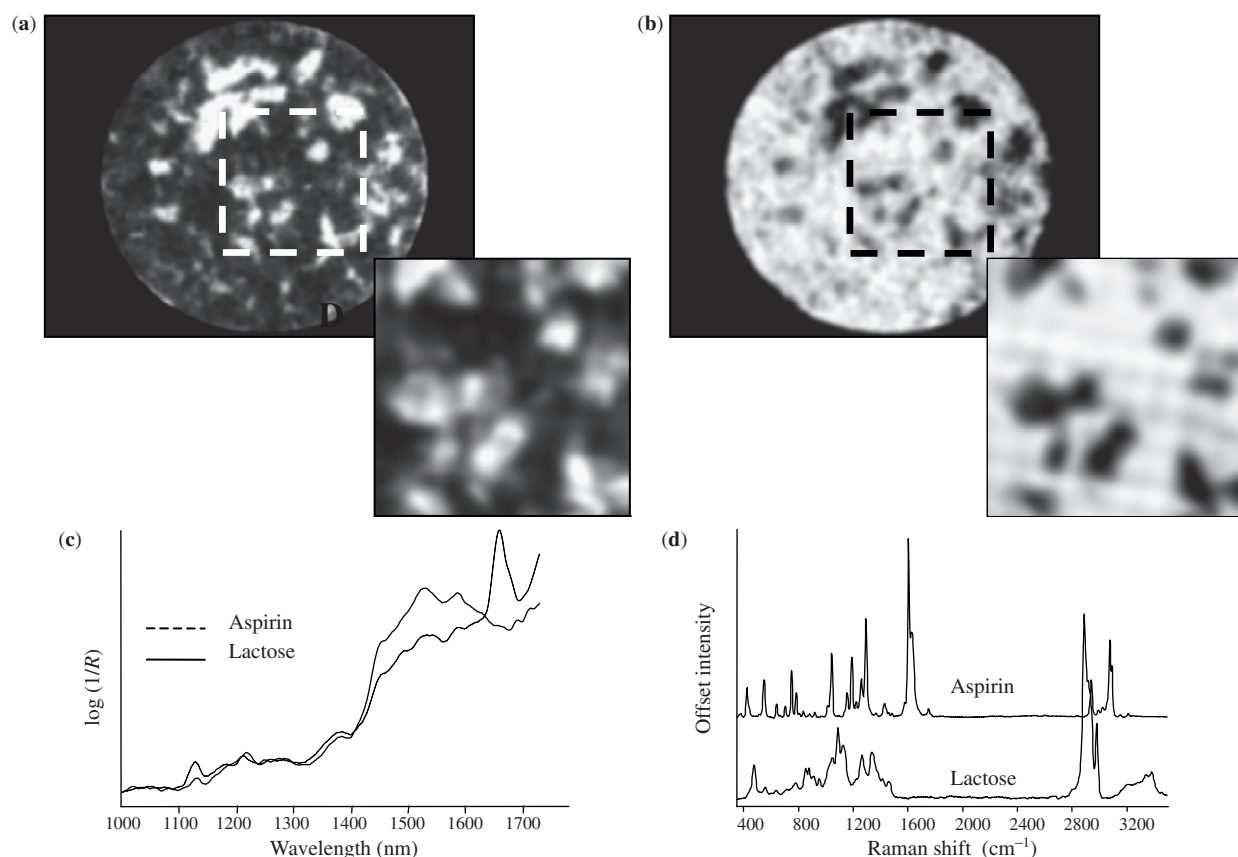 (a)
(b)
D
(c)
Aspirin
Lactose
log (1/R)
1000 1100 1200 1300 1400 1500 1600 1700
Wavelength (nm)
(d)
Offset intensity
Aspirin
Lactose
400 800 1200 1600 2000 2400 2800 3200
Raman shift (cm⁻¹)